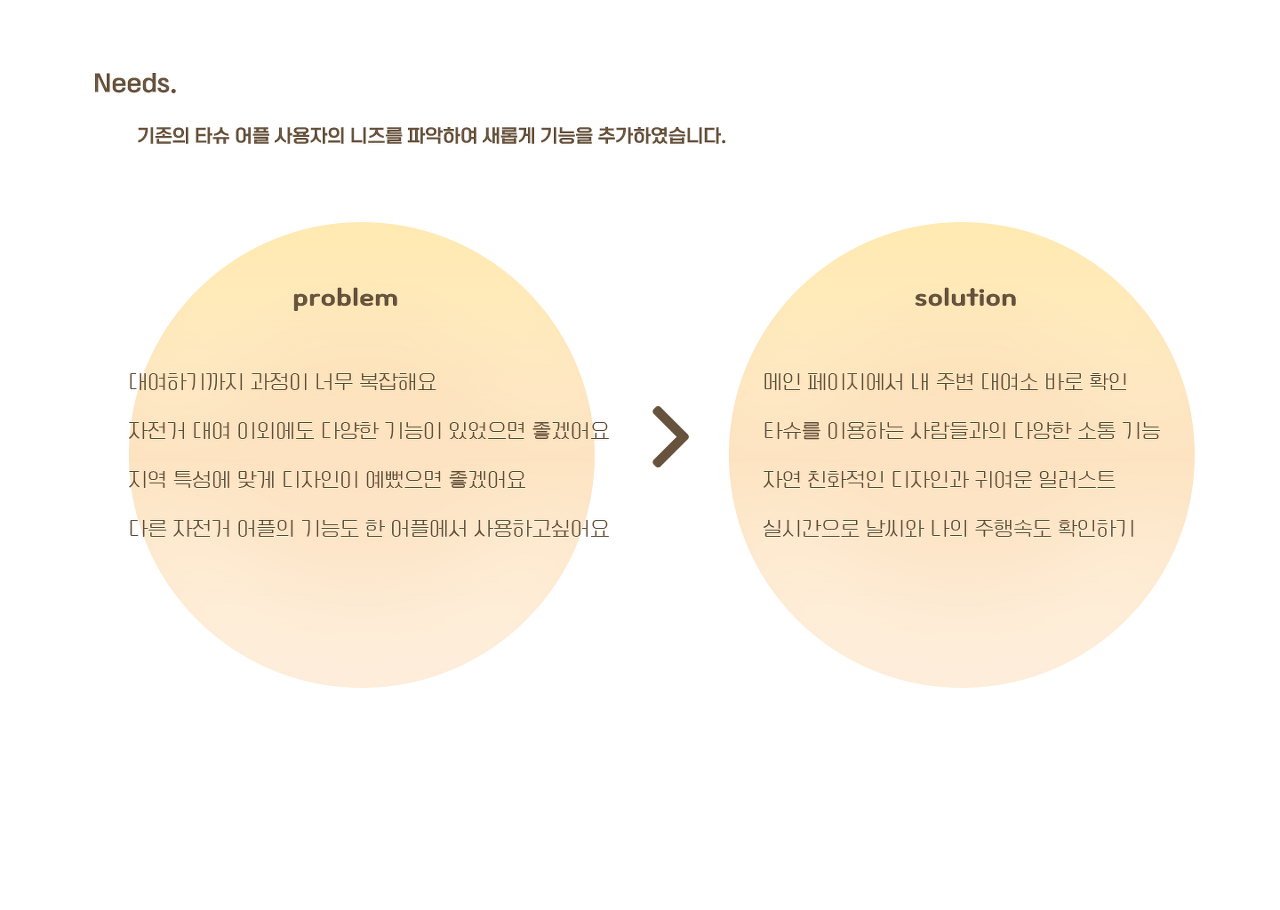 Needs.
기존의 타슈 어플 사용자의 니즈를 파악하여 새롭게 기능을 추가하였습니다.
problem
대여하기까지 과정이 너무 복잡해요
자전거 대여 이외에도 다양한 기능이 있었으면 좋겠어요
지역 특성에 맞게 디자인이 예뻤으면 좋겠어요
다른 자전거 어플의 기능도 한 어플에서 사용하고싶어요
solution
메인 페이지에서 내 주변 대여소 바로 확인
타슈를 이용하는 사람들과의 다양한 소통 기능
자연 친화적인 디자인과 귀여운 일러스트
실시간으로 날씨와 나의 주행속도 확인하기